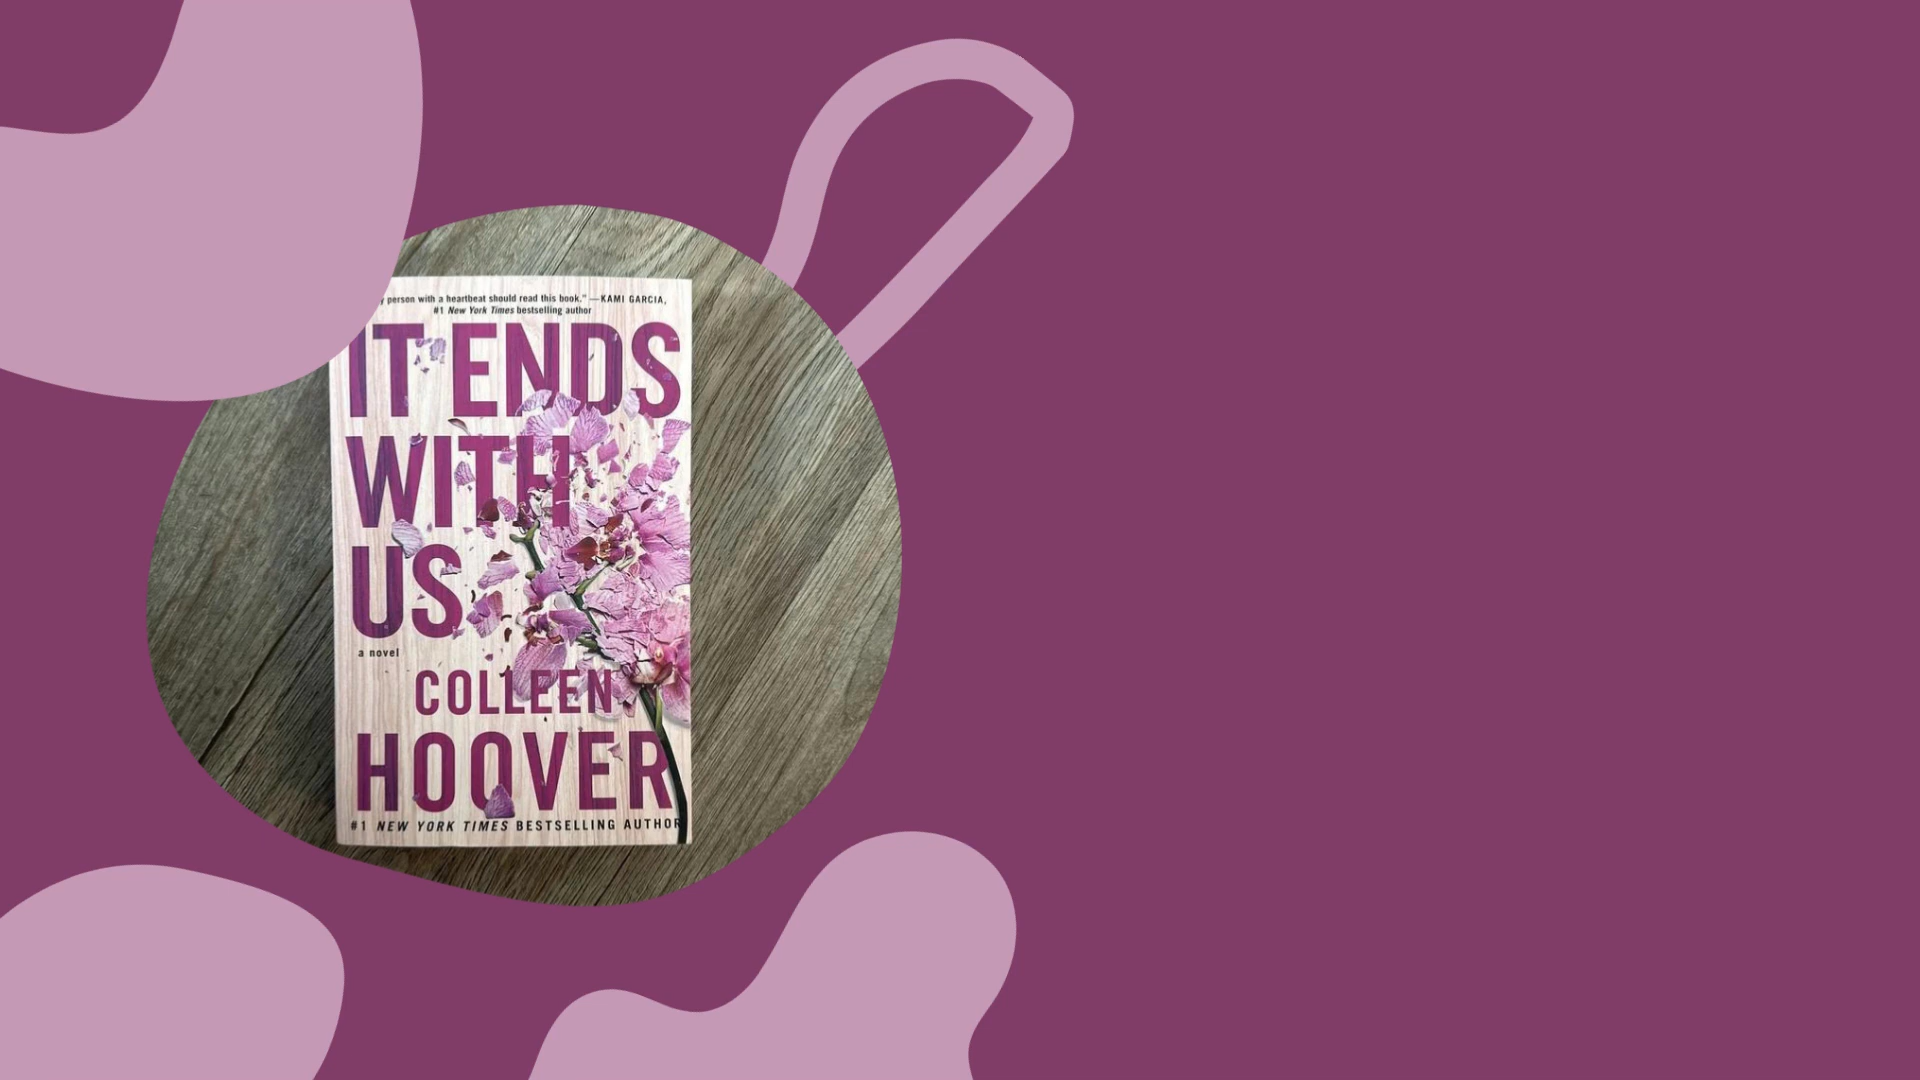 person with a heartbeat should read this book." —KAMI GARCIA,
#1 New York Times bestselling author
IT ENDS
WITH
US
a novel
COLLEEN
HOOVER
#1 NEW YORK TIMES BESTSELLING AUTHOR